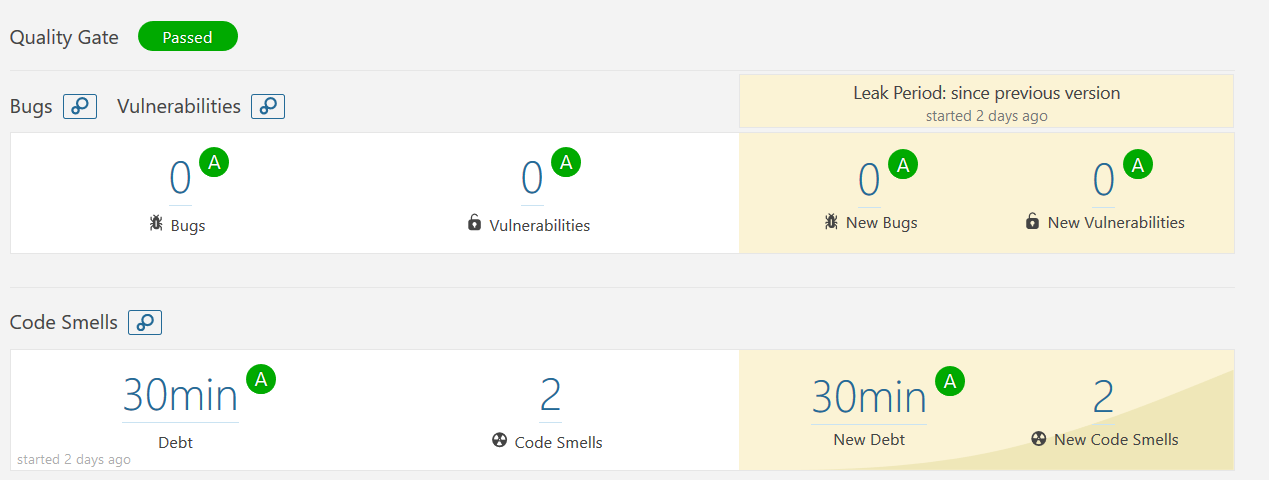 Quality Gate Passed
Leak Period: since previous version
started 2 days ago
Bugs Vulnerabilities
0 A
Bugs
0 A
Vulnerabilities
0 A
New Bugs
0 A
New Vulnerabilities
Code Smells
30min A
Debt
2
Code Smells
30min A
New Debt
2
New Code Smells
started 2 days ago